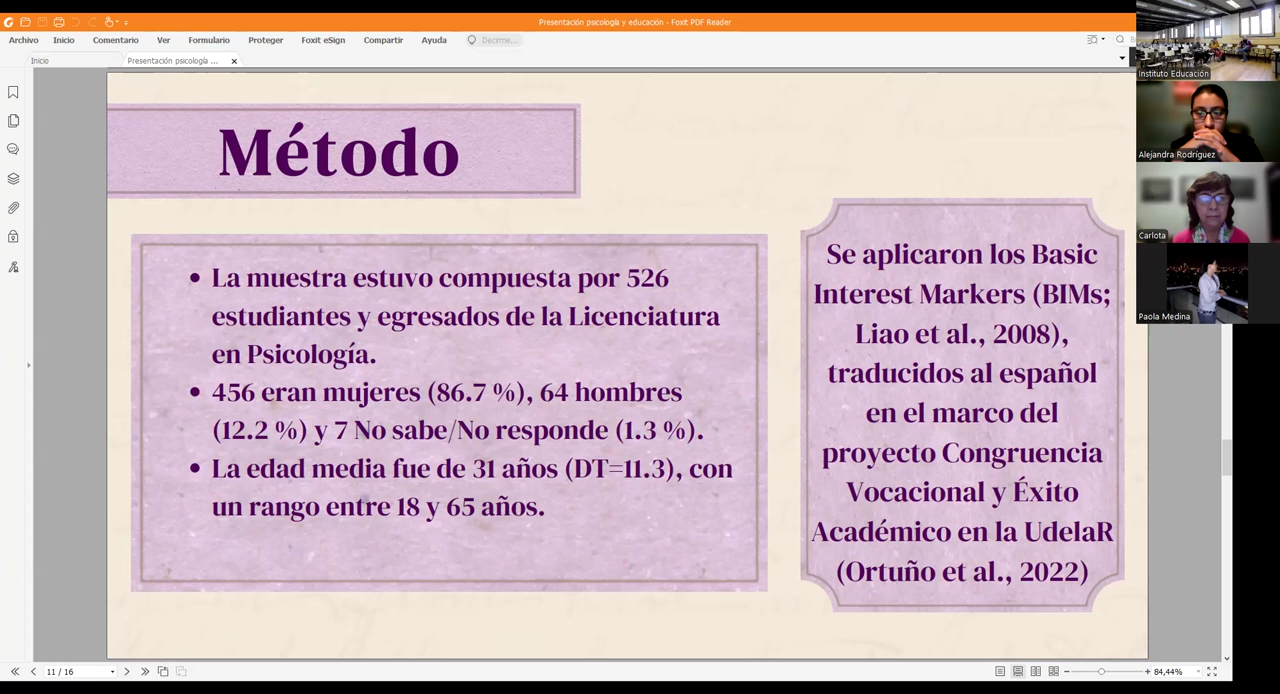 Presentación psicología y educación - Foxit PDF Reader
Archivo Inicio Comentario Ver Formulario Proteger Foxit eSign Compartir Ayuda Decirme...
Inicio Presentación psicología ...
Método
La muestra estuvo compuesta por 526
estudiantes y egresados de la Licenciatura
en Psicología.
456 eran mujeres (86.7 %), 64 hombres
(12.2 %) y 7 No sabe/No responde (1.3 %).
La edad media fue de 31 años (DT=11.3), con
un rango entre 18 y 65 años.
Se aplicaron los Basic
Interest Markers (BIMs;
Liao et al., 2008),
traducidos al español
en el marco del
proyecto Congruencia
Vocacional y Éxito
Académico en la UdelaR
(Ortuño et al., 2022)
Instituto Educación
Alejandra Rodríguez
Carlota
Paola Medina
11 / 16
84,44%